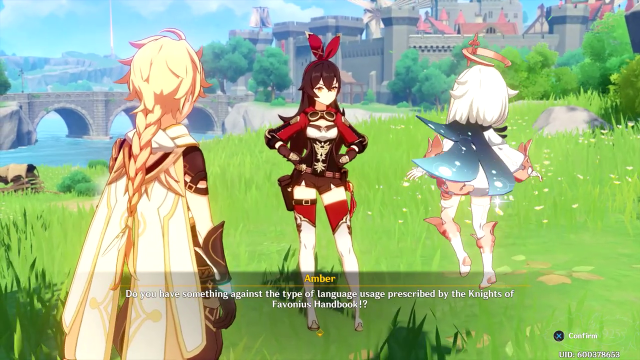 Amber
Do you have something against the type of language usage prescribed by the Knights of
Favonius Handbook!?
Confirm
UID: 600378653